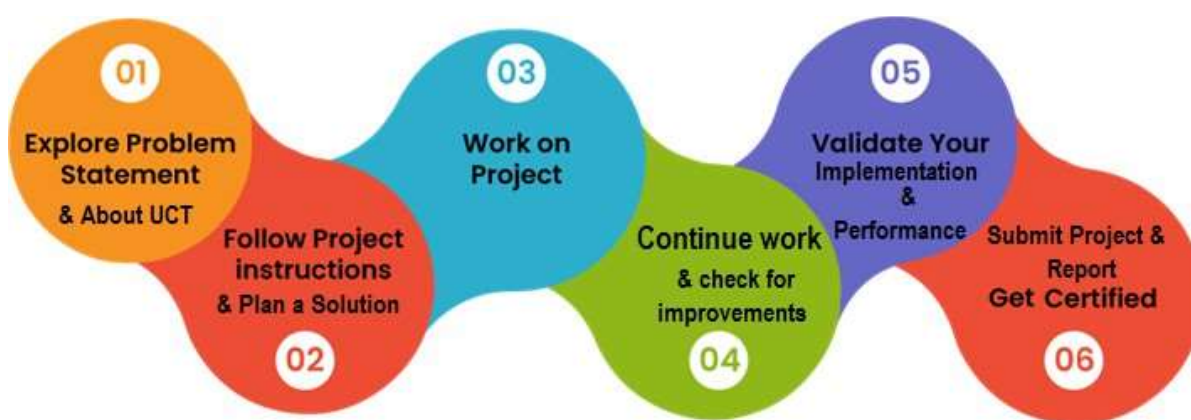 01
Explore Problem
Statement
& About UCT
Follow Project
instructions
& Plan a Solution
02
03
Work on
Project
Continue work
& check for
improvements
04
05
Validate Your
Implementation
&
Performance
Submit Project &
Report
Get Certified
06